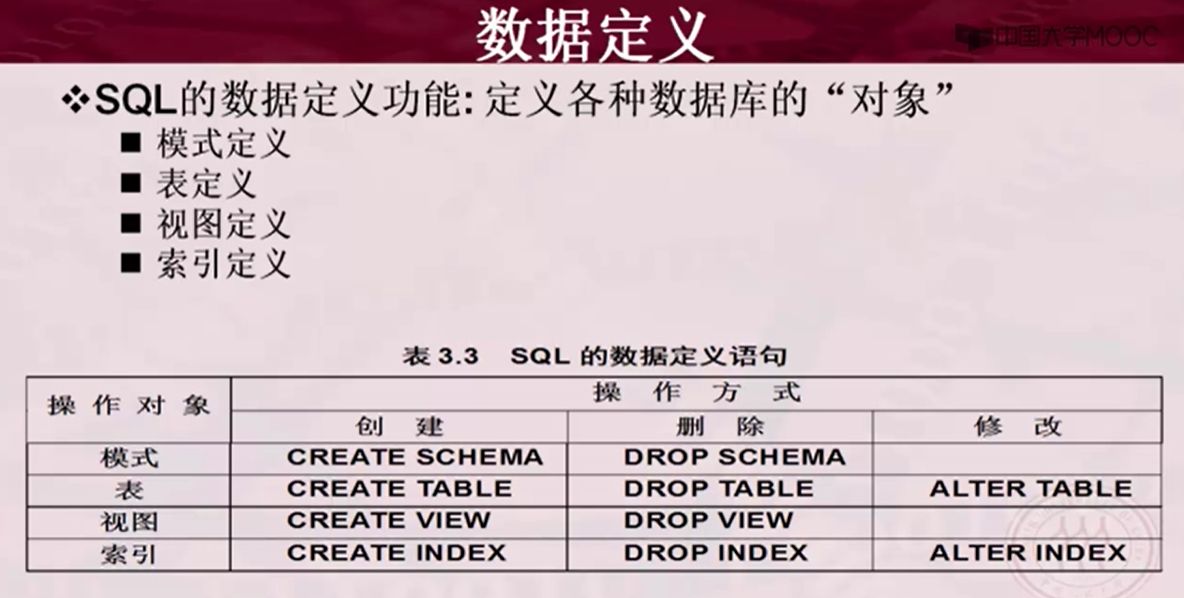 数据定义
中国大学MOOC
❖SQL的数据定义功能: 定义各种数据库的“对象”
■ 模式定义
■ 表定义
■ 视图定义
■ 索引定义
表 3.3 SQL 的数据定义语句
操作对象 操作方式
创建 删除 修改
模式 CREATE SCHEMA DROP SCHEMA
表 CREATE TABLE DROP TABLE ALTER TABLE
视图 CREATE VIEW DROP VIEW
索引 CREATE INDEX DROP INDEX ALTER INDEX